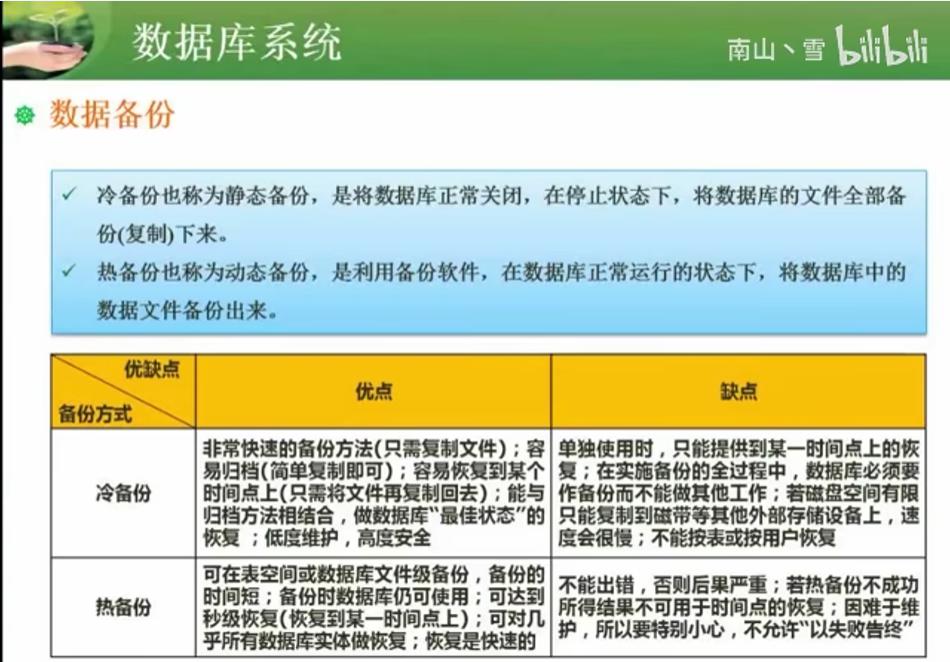 数据库系统
南山丶雪 bilibili
数据备份
✓ 冷备份也称为静态备份，是将数据库正常关闭，在停止状态下，将数据库的文件全部备
份(复制)下来。
✓ 热备份也称为动态备份，是利用备份软件，在数据库正常运行的状态下，将数据库中的
数据文件备份出来。
优缺点
备份方式
优点
缺点
冷备份
非常快速的备份方法(只需复制文件)；容
易归档(简单复制即可)；容易恢复到某个
时间点上(只需将文件再复制回去)；能与
归档方法相结合，做数据库“最佳状态”的
恢复 ；低度维护，高度安全
单独使用时，只能提供到某一时间点上的恢
复；在实施备份的全过程中，数据库必须要
作备份而不能做其他工作；若磁盘空间有限
只能复制到磁带等其他外部存储设备上，速
度会很慢；不能按表或按用户恢复
热备份
可在表空间或数据库文件级备份，备份的
时间短；备份时数据库仍可使用；可达到
秒级恢复(恢复到某一时间点上)；可对几
乎所有数据库实体做恢复；恢复是快速的
不能出错，否则后果严重；若热备份不成功
所得结果不可用于时间点的恢复；因难于维
护，所以要特别小心，不允许“以失败告终”